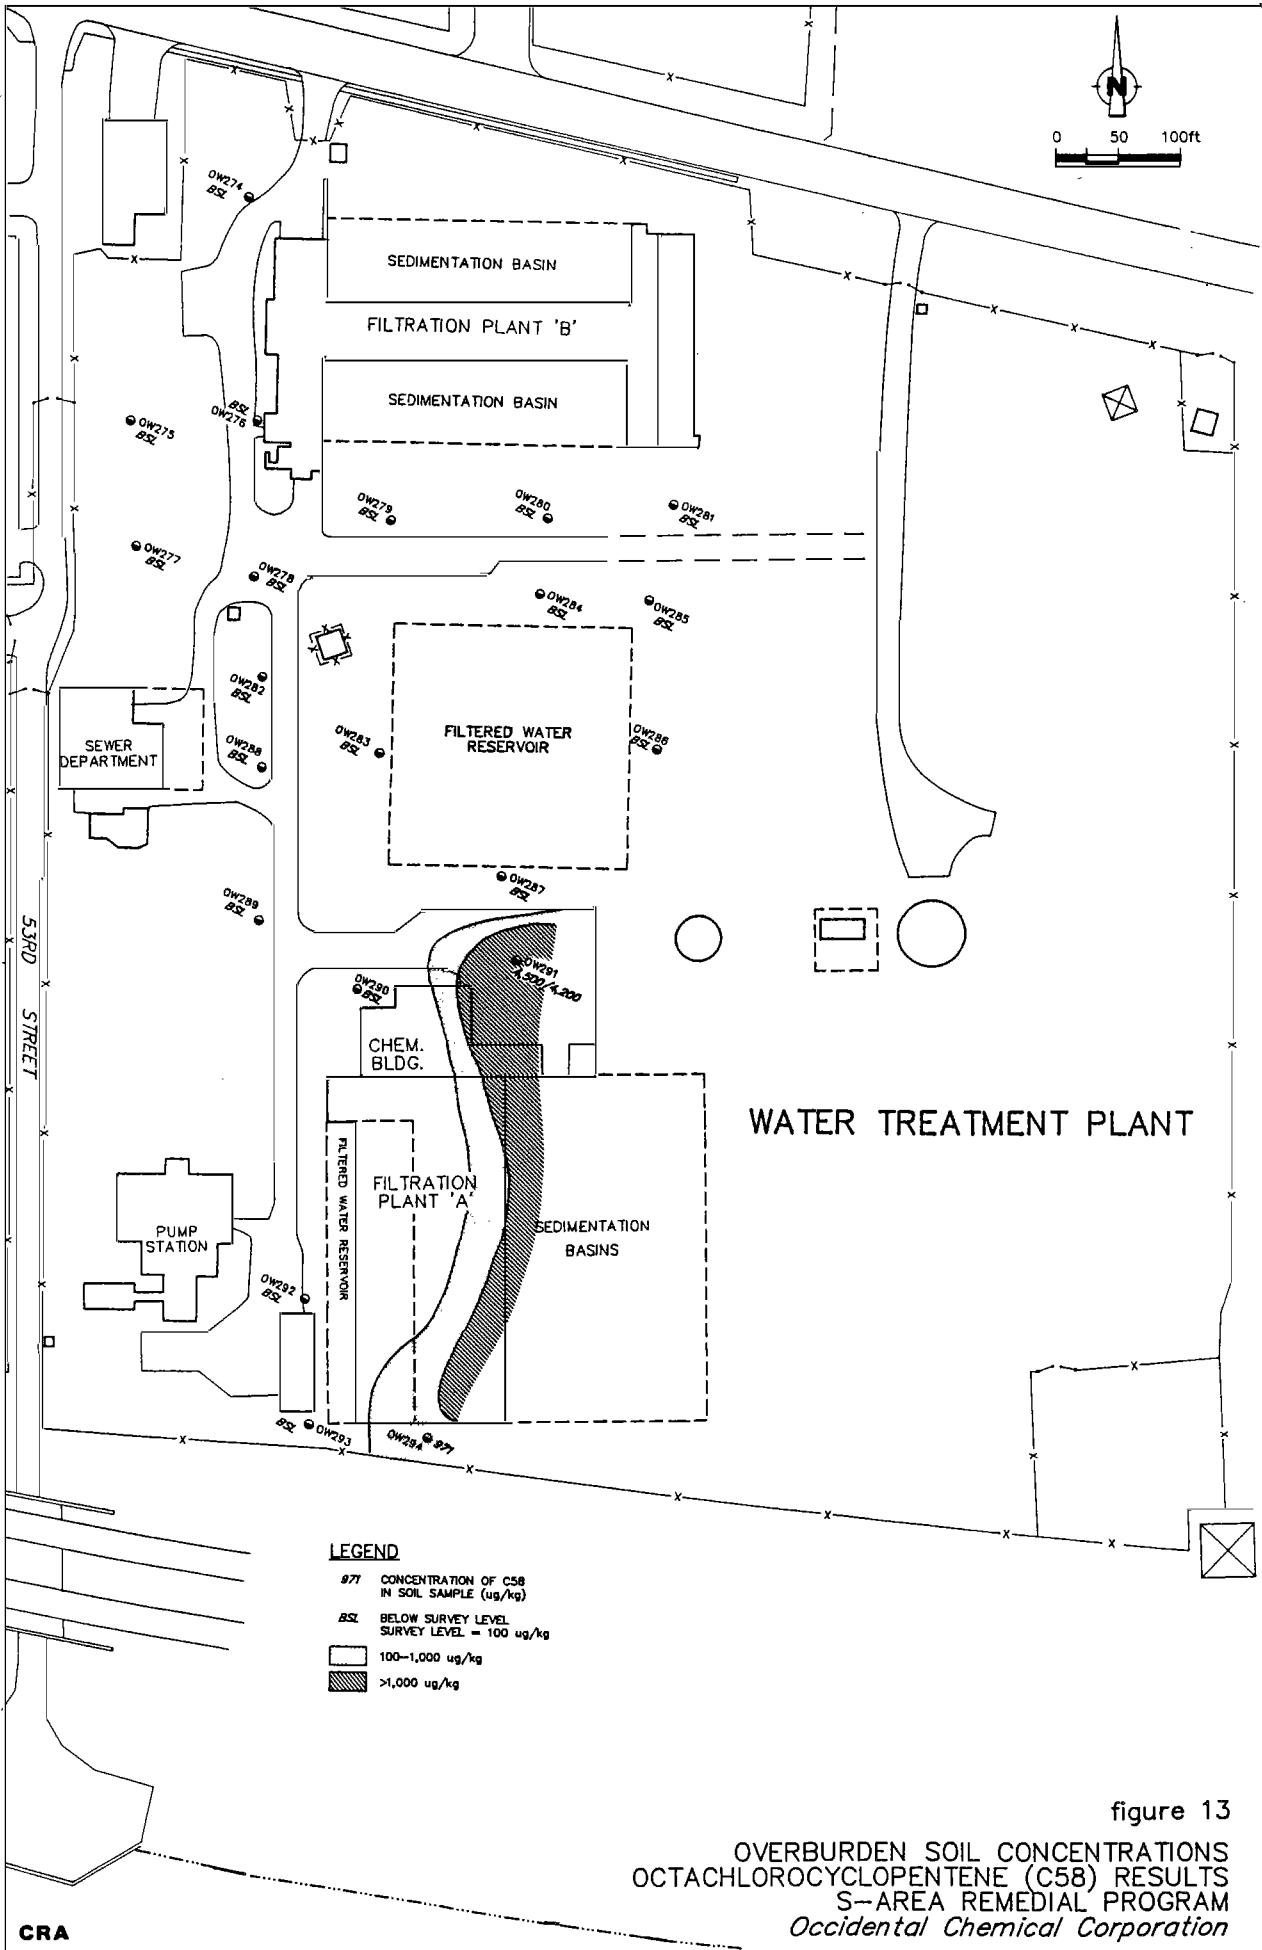 N
0 50 100ft
OW274
BSL
SEDIMENTATION BASIN
FILTRATION PLANT 'B'
SEDIMENTATION BASIN
BSL
OW276
OW275
BSL
OW279
BSL
OW280
BSL
OW281
BSL
OW277
BSL
OW278
BSL
OW284
BSL
OW285
BSL
OW282
BSL
OW283
BSL
FILTERED WATER
RESERVOIR
OW286
BSL
SEWER
DEPARTMENT
OW288
BSL
OW287
BSL
OW289
BSL
53RD STREET
OW291
4,500/4,200
OW290
BSL
CHEM.
BLDG.
WATER TREATMENT PLANT
FILTERED WATER RESERVOIR
FILTRATION
PLANT 'A'
SEDIMENTATION
BASINS
PUMP
STATION
OW292
BSL
BSL
OW293
OW294
971
LEGEND
971 CONCENTRATION OF C58
IN SOIL SAMPLE (ug/kg)
BSL BELOW SURVEY LEVEL
SURVEY LEVEL = 100 ug/kg
100-1,000 ug/kg
>1,000 ug/kg
figure 13
OVERBURDEN SOIL CONCENTRATIONS
OCTACHLOROCYCLOPENTENE (C58) RESULTS
S-AREA REMEDIAL PROGRAM
Occidental Chemical Corporation
CRA